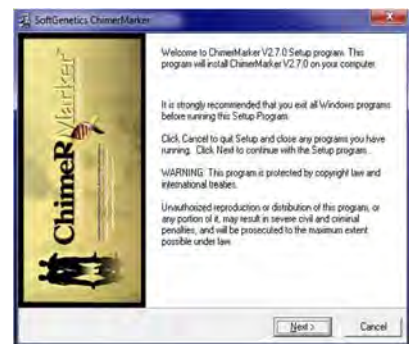 SoftGenetics ChimerMarker
ChimeRMarker™
Welcome to ChimerMarker V2.7.0 Setup program. This
program will install ChimerMarker V2.7.0 on your computer.
It is strongly recommended that you exit all Windows programs
before running this Setup Program.
Click Cancel to quit Setup and close any programs you have
running. Click Next to continue with the Setup program.
WARNING: This program is protected by copyright law and
international treaties.
Unauthorized reproduction or distribution of this program, or
any portion of it, may result in severe civil and criminal
penalties, and will be prosecuted to the maximum extent
possible under law.
Next >
Cancel